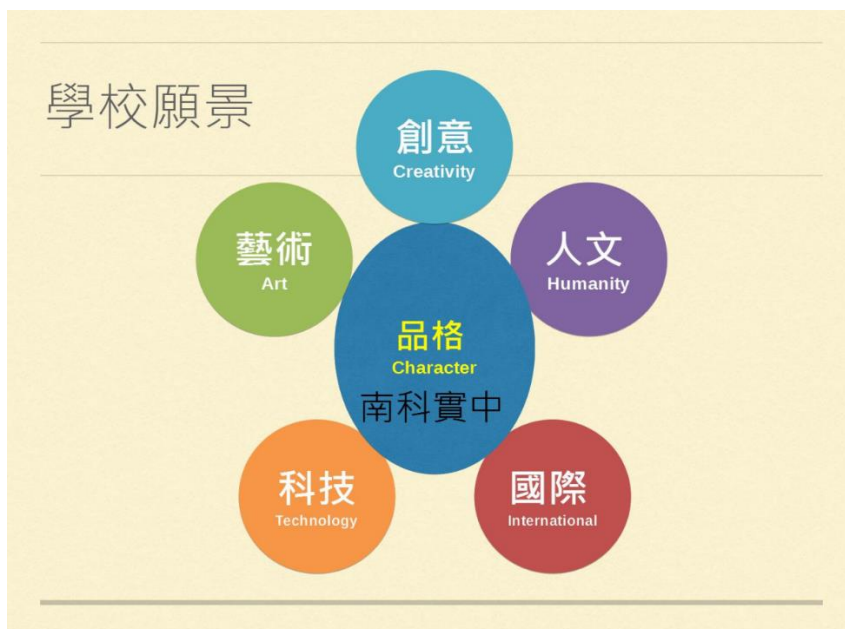 學校願景
創意
Creativity
藝術
Art
人文
Humanity
品格
Character
南科實中
科技
Technology
國際
International